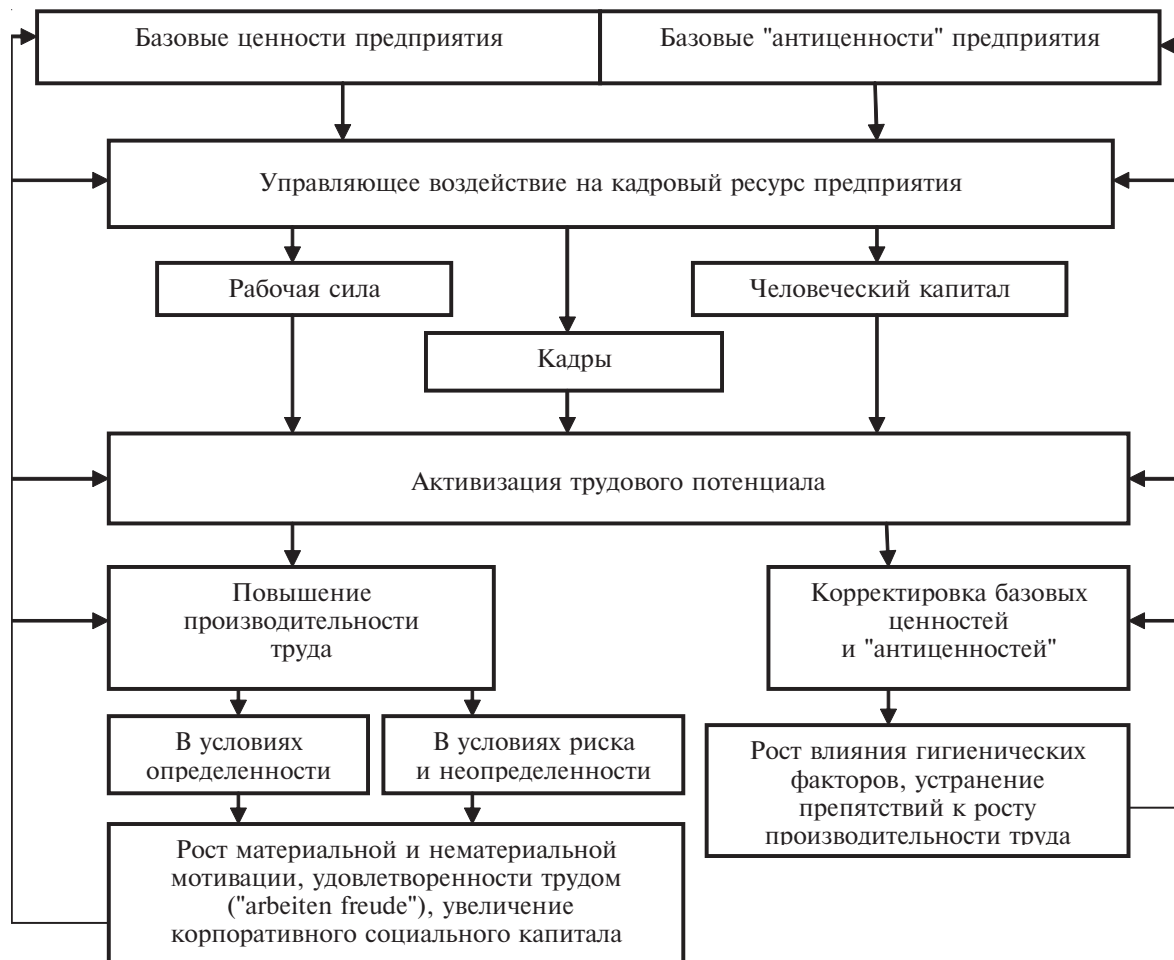 Базовые ценности предприятия
Базовые "антиценности" предприятия
Управляющее воздействие на кадровый ресурс предприятия
Рабочая сила
Человеческий капитал
Кадры
Активизация трудового потенциала
Повышение
производительности
труда
Корректировка базовых
ценностей
и "антиценностей"
В условиях
определенности
В условиях риска
и неопределенности
Рост влияния гигиенических
факторов, устранение
препятствий к росту
производительности труда
Рост материальной и нематериальной
мотивации, удовлетворенности трудом
("arbeiten freude"), увеличение
корпоративного социального капитала